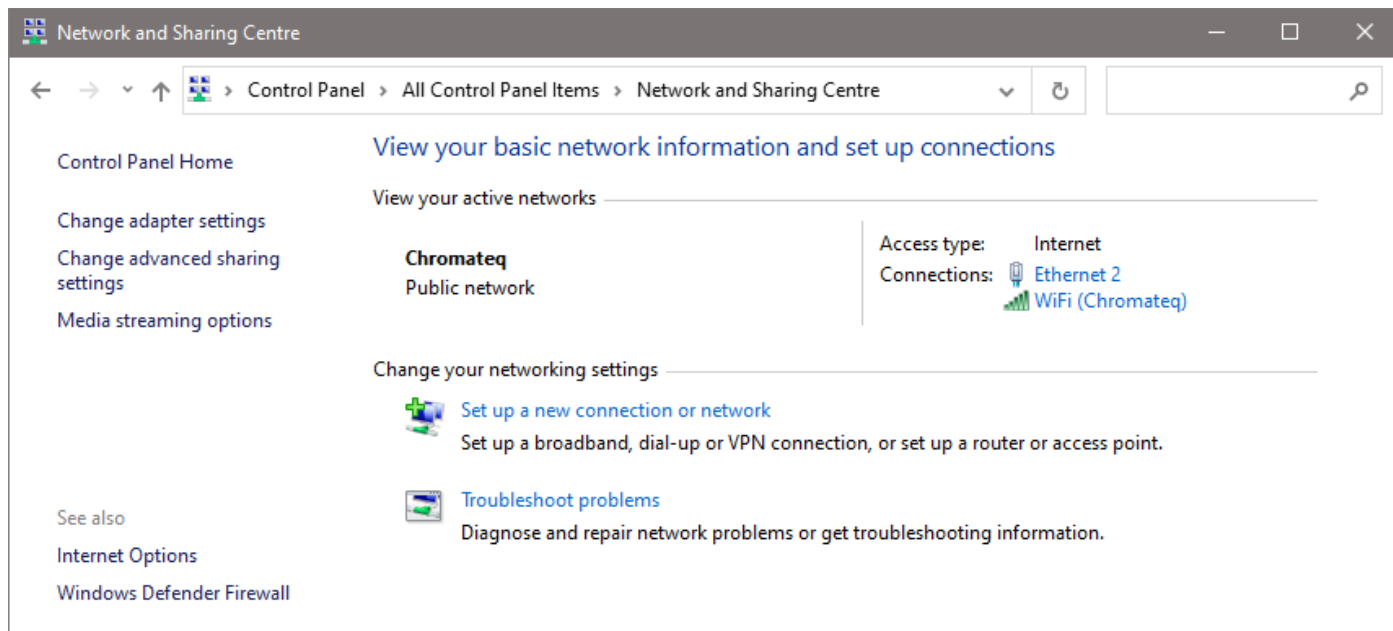 Network and Sharing Centre
Control Panel > All Control Panel Items > Network and Sharing Centre
Control Panel Home
Change adapter settings
Change advanced sharing
settings
Media streaming options
See also
Internet Options
Windows Defender Firewall
View your basic network information and set up connections
View your active networks
Chromateq
Public network
Access type: Internet
Connections: Ethernet 2
WiFi (Chromateq)
Change your networking settings
Set up a new connection or network
Set up a broadband, dial-up or VPN connection, or set up a router or access point.
Troubleshoot problems
Diagnose and repair network problems or get troubleshooting information.